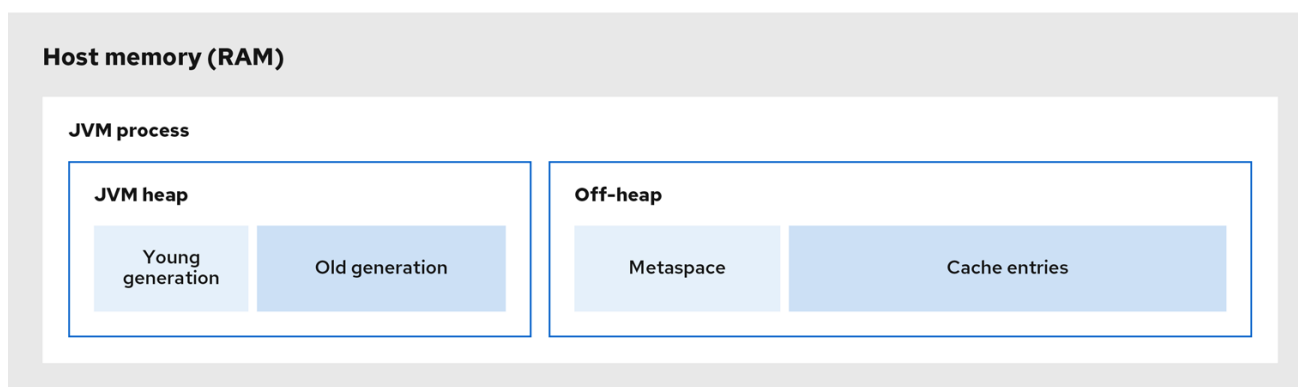 Host memory (RAM)
JVM process
JVM heap
Young
generation
Old generation
Off-heap
Metaspace
Cache entries